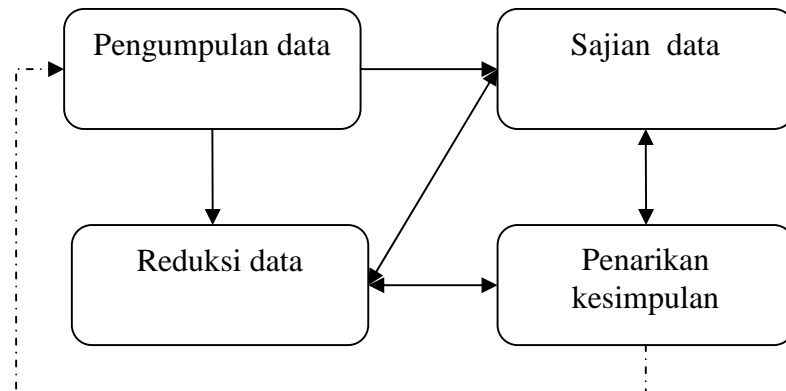 Pengumpulan data
Sajian data
Reduksi data
Penarikan
kesimpulan